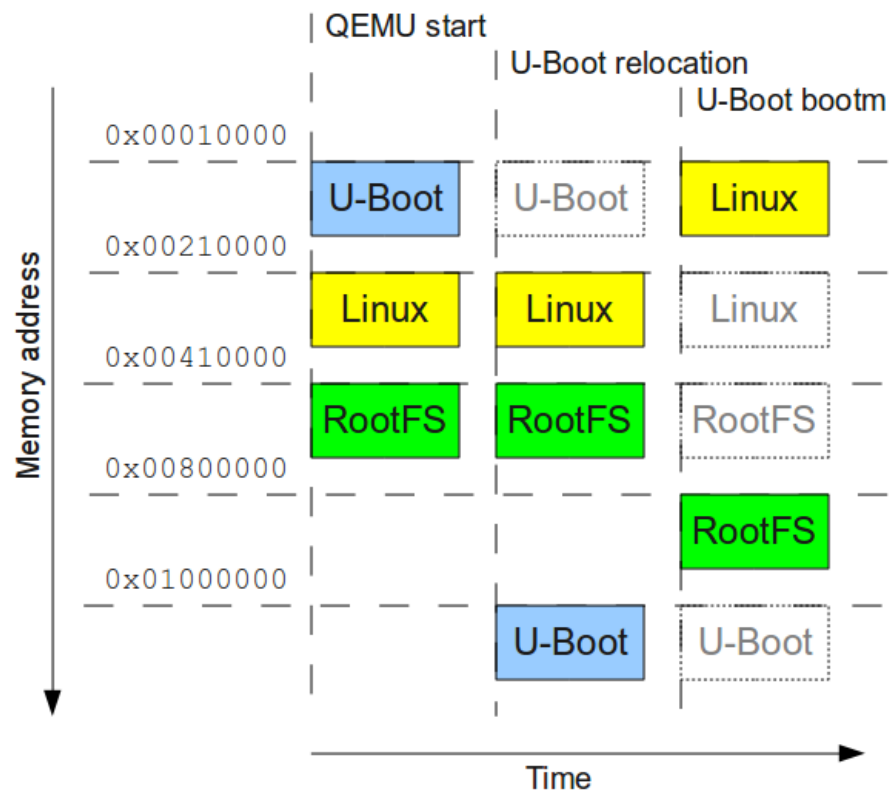 QEMU start
U-Boot relocation
U-Boot bootm
0x00010000
U-Boot U-Boot Linux
0x00210000
Linux Linux Linux
0x00410000
RootFS RootFS RootFS
0x00800000
RootFS
0x01000000
U-Boot U-Boot
Memory address
Time